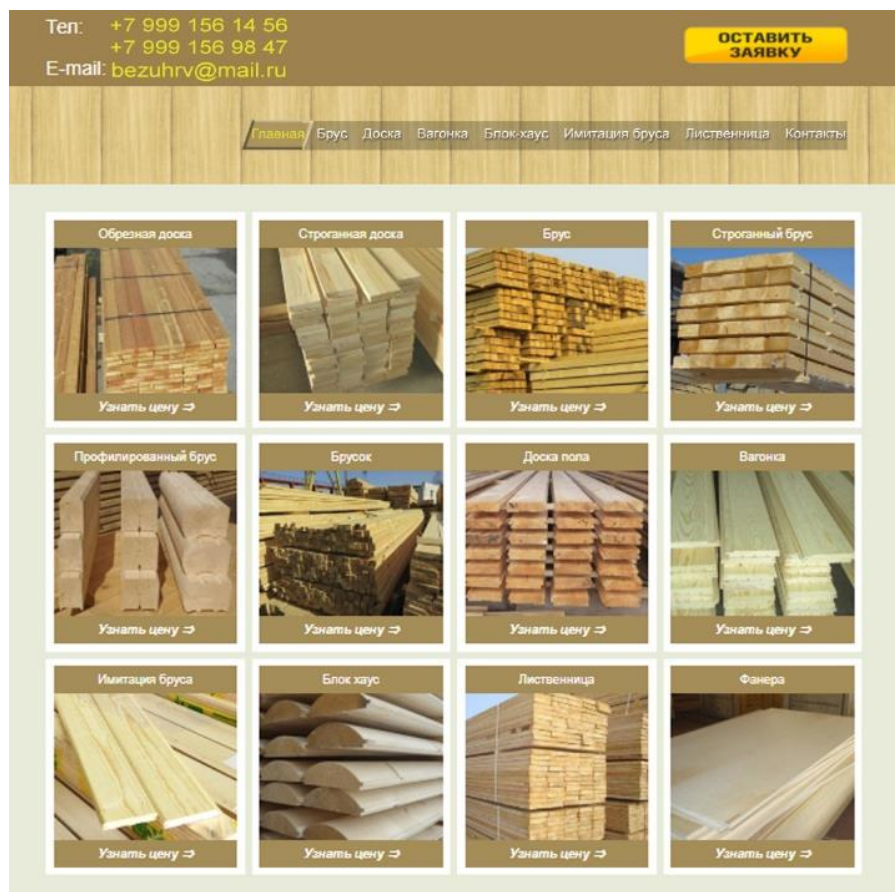 Тел: +7 999 156 14 56
+7 999 156 98 47
E-mail: bezuhrv@mail.ru
ОСТАВИТЬ
ЗАЯВКУ
Главная Брус Доска Вагонка Блок-хаус Имитация бруса Лиственница Контакты
Обрезная доска Строганная доска Брус Строганный брус
Узнать цену ⇒ Узнать цену ⇒ Узнать цену ⇒ Узнать цену ⇒
Профилированный брус Брусок Доска пола Вагонка
Узнать цену ⇒ Узнать цену ⇒ Узнать цену ⇒ Узнать цену ⇒
Имитация бруса Блок хаус Лиственница Фанера
Узнать цену ⇒ Узнать цену ⇒ Узнать цену ⇒ Узнать цену ⇒